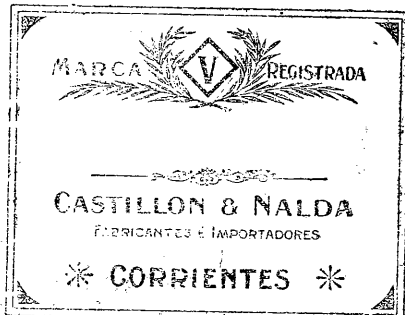 MARCA V REGISTRADA
CASTILLON & NALDA
FABRICANTES É IMPORTADORES
CORRIENTES